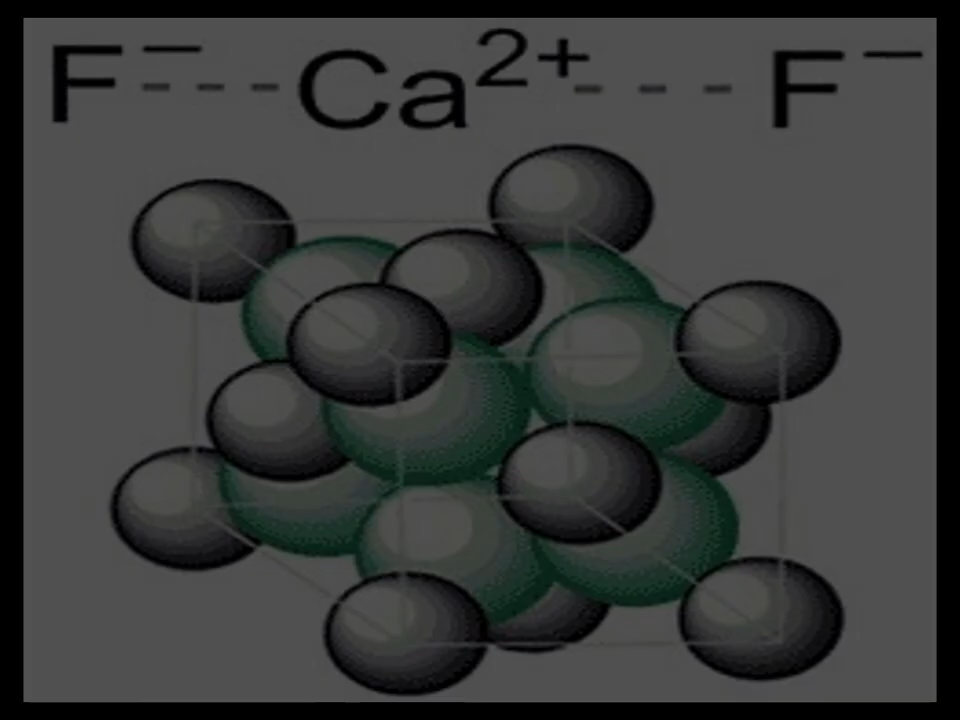 F⁻ --- Ca²⁺ --- F⁻